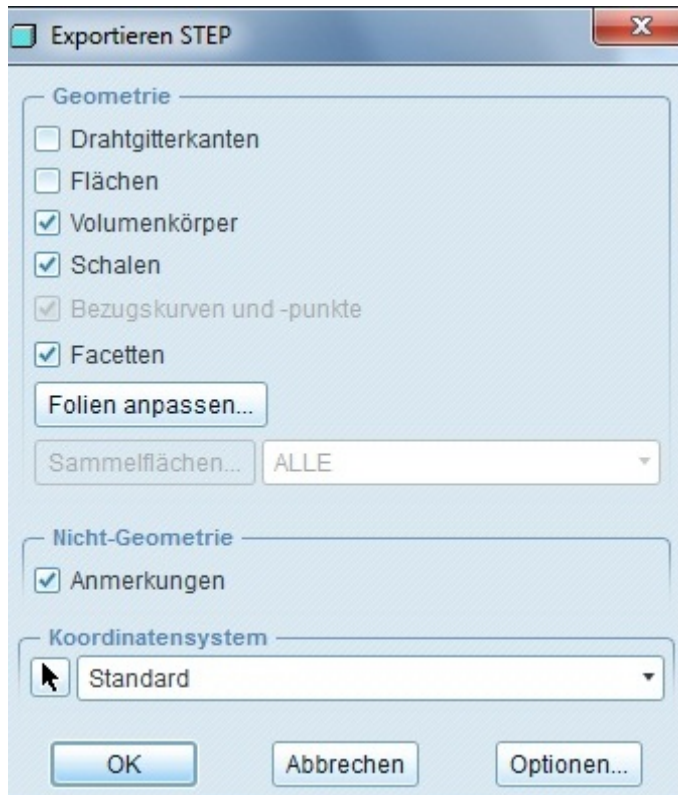 Exportieren STEP
Geometrie
Drahtgitterkanten
Flächen
Volumenkörper
Schalen
Bezugskurven und -punkte
Facetten
Folien anpassen...
Sammelflächen... ALLE
Nicht-Geometrie
Anmerkungen
Koordinatensystem
Standard
OK Abbrechen Optionen...